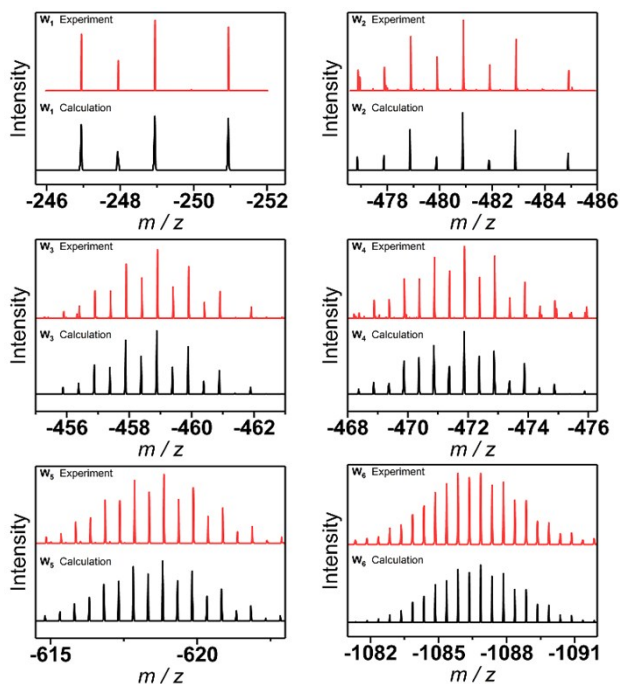 W1 Experiment
W1 Calculation
Intensity
-246 -248 -250 -252
m / z
W2 Experiment
W2 Calculation
Intensity
-478 -480 -482 -484 -486
m / z
W3 Experiment
W3 Calculation
Intensity
-456 -458 -460 -462
m / z
W4 Experiment
W4 Calculation
Intensity
-468 -470 -472 -474 -476
m / z
W5 Experiment
W5 Calculation
Intensity
-615 -620
m / z
W6 Experiment
W6 Calculation
Intensity
-1082 -1085 -1088 -1091
m / z